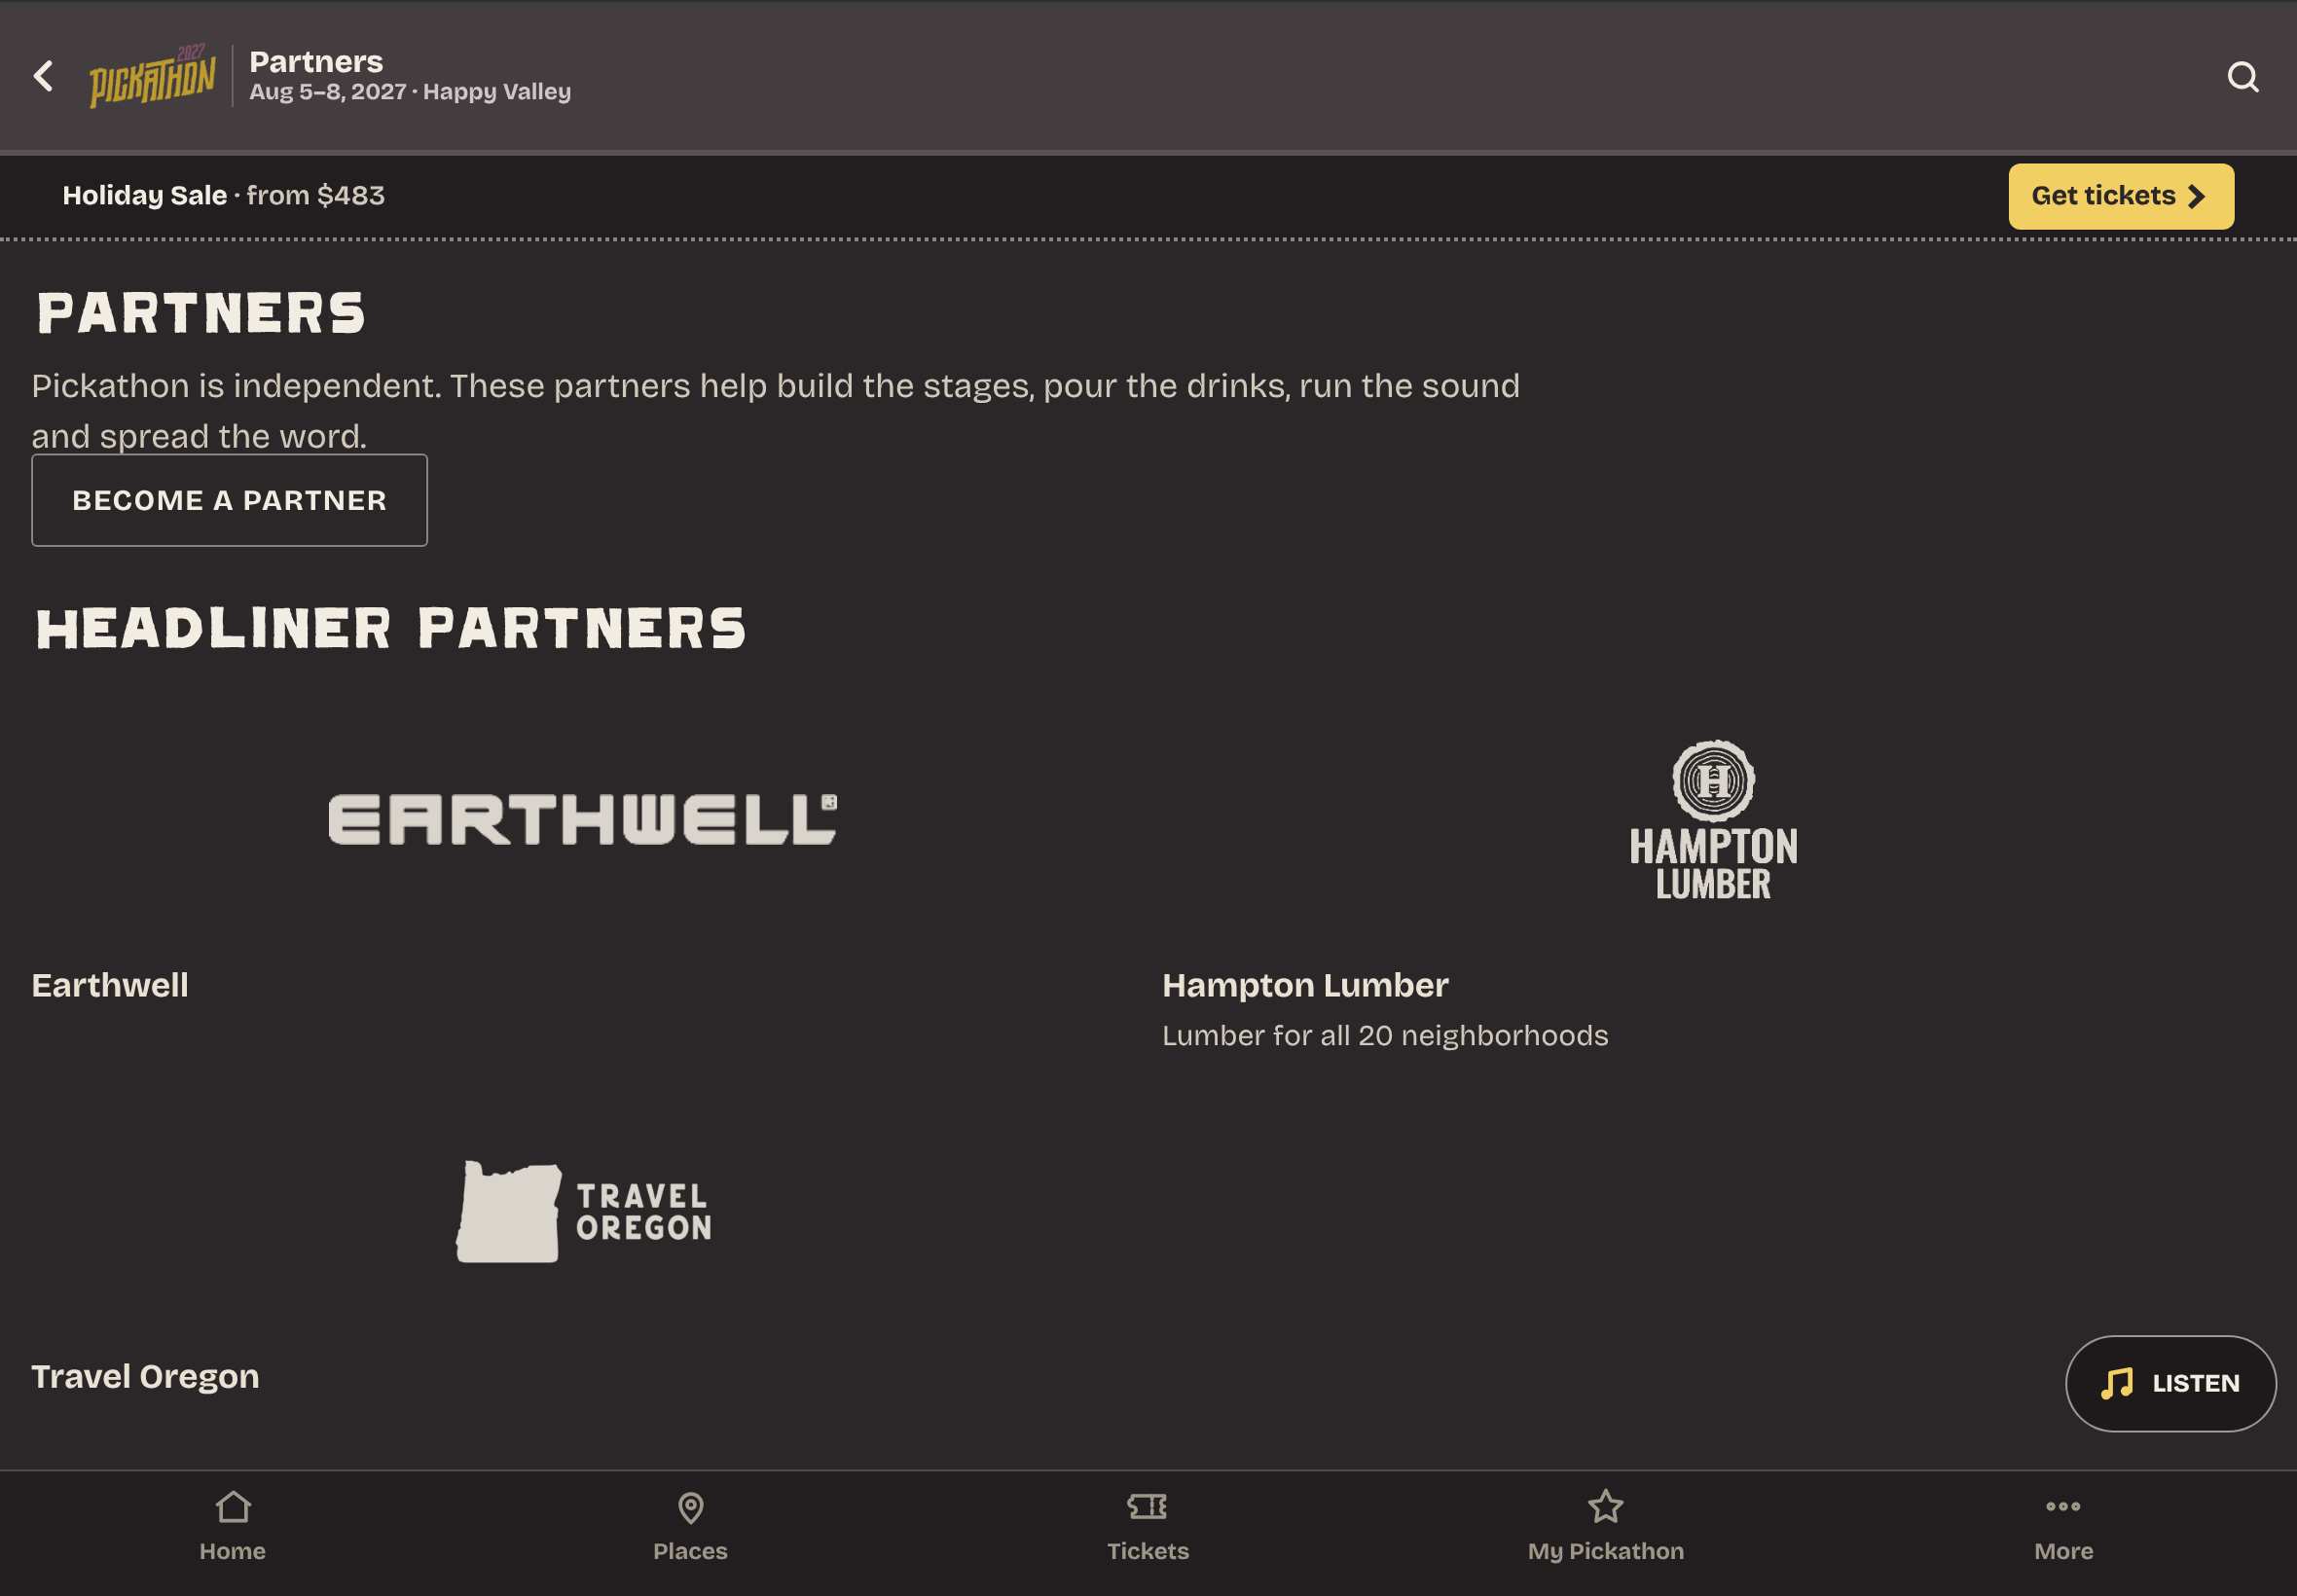 2027
PICKATHON
Partners
Aug 5–8, 2027 · Happy Valley
Holiday Sale · from $483
Get tickets
PARTNERS
Pickathon is independent. These partners help build the stages, pour the drinks, run the sound
and spread the word.
BECOME A PARTNER
HEADLINER PARTNERS
EARTHWELL
H
HAMPTON
LUMBER
Earthwell
Hampton Lumber
Lumber for all 20 neighborhoods
TRAVEL
OREGON
Travel Oregon
LISTEN
Home
Places
Tickets
My Pickathon
More